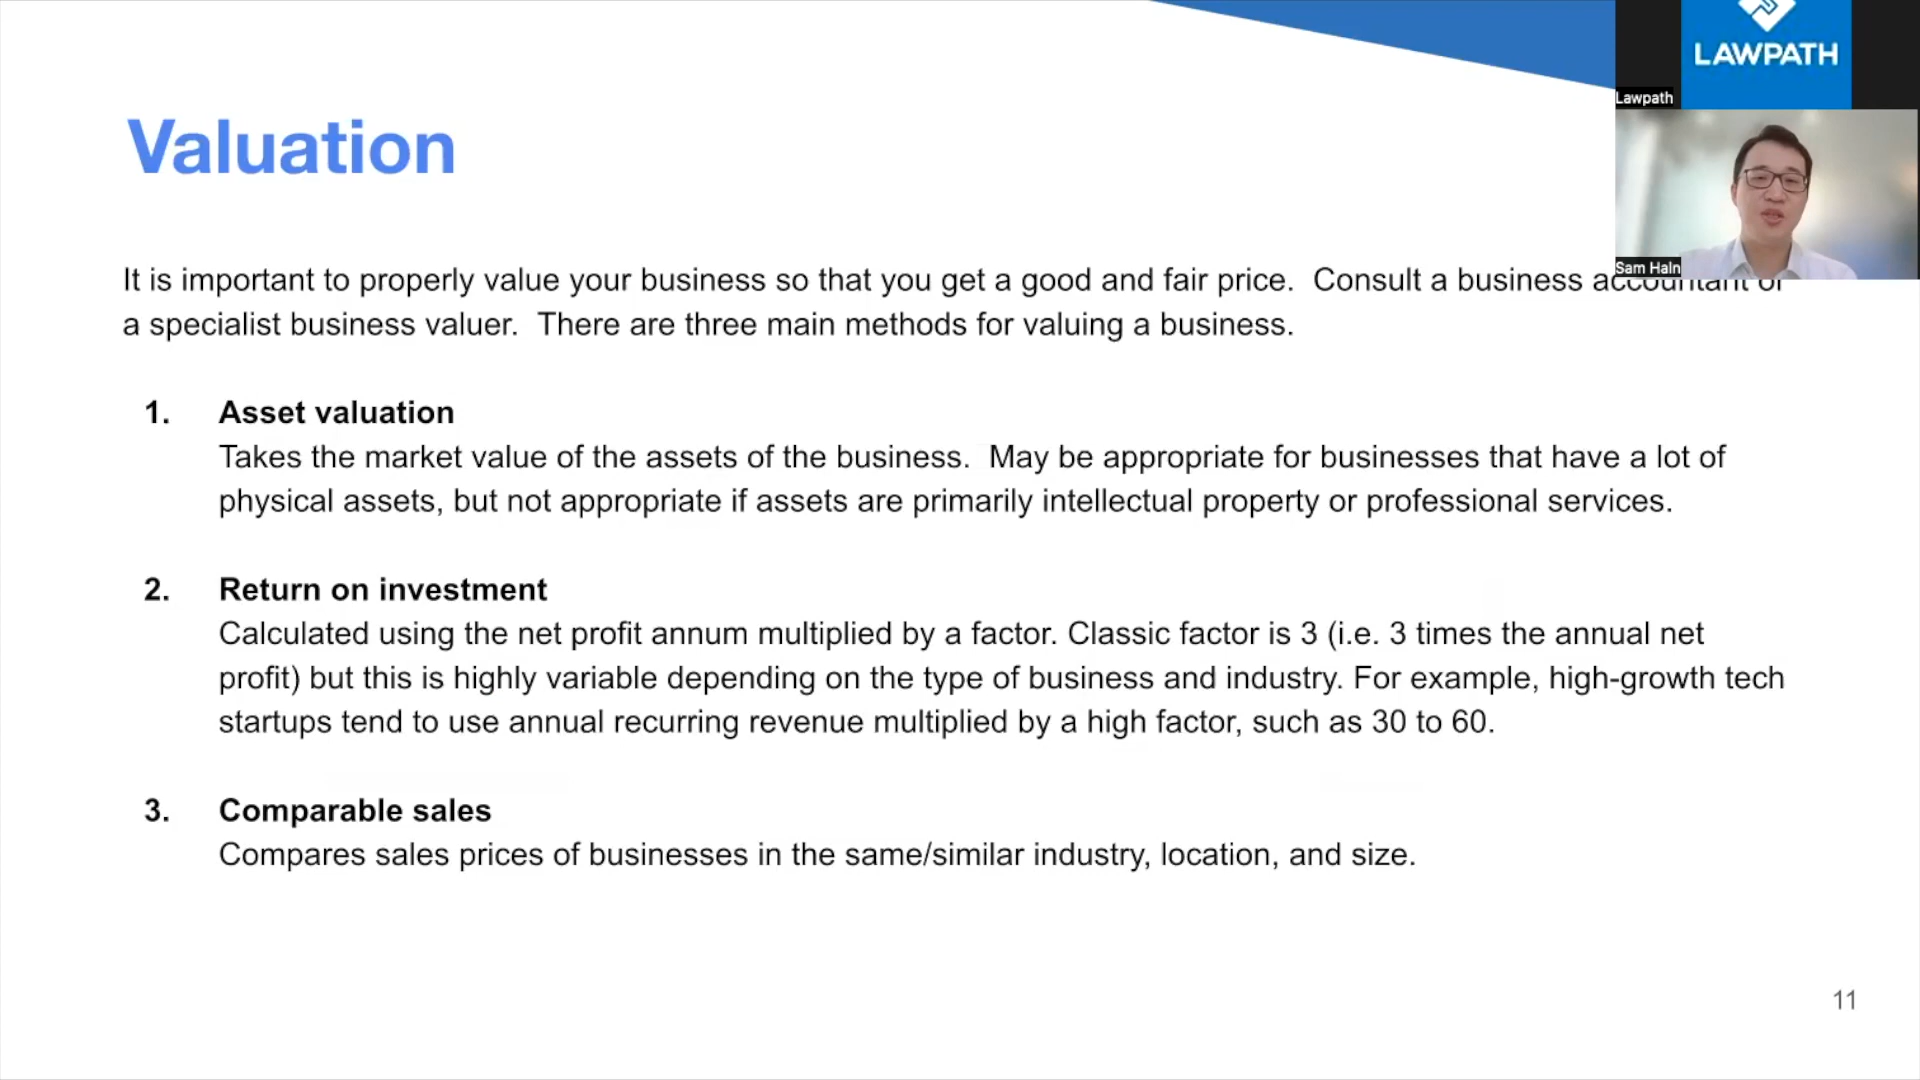 LAWPATH
Lawpath
Valuation
Sam Haln
It is important to properly value your business so that you get a good and fair price.  Consult a business accountant or
a specialist business valuer.  There are three main methods for valuing a business.
1. Asset valuation
Takes the market value of the assets of the business.  May be appropriate for businesses that have a lot of
physical assets, but not appropriate if assets are primarily intellectual property or professional services.
2. Return on investment
Calculated using the net profit annum multiplied by a factor. Classic factor is 3 (i.e. 3 times the annual net
profit) but this is highly variable depending on the type of business and industry. For example, high-growth tech
startups tend to use annual recurring revenue multiplied by a high factor, such as 30 to 60.
3. Comparable sales
Compares sales prices of businesses in the same/similar industry, location, and size.
11